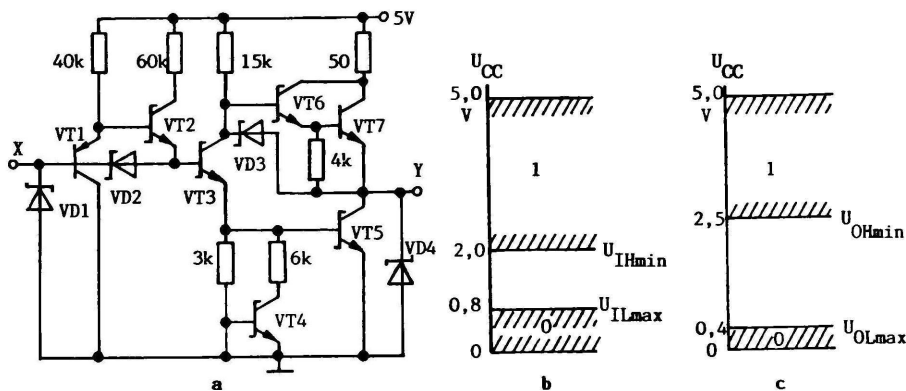 5V
40k 60k 15k 50
VT6
VT7
VT2
VT1
X
VD3
4k
Y
VD1 VD2 VT3
VT5
VD4
3k 6k
VT4
a
U_CC
5,0
V
1
2,0
U_IHmin
0,8
U_ILmax
0
0
b
U_CC
5,0
V
1
2,5
U_OHmin
0,4
0
U_OLmax
0
c